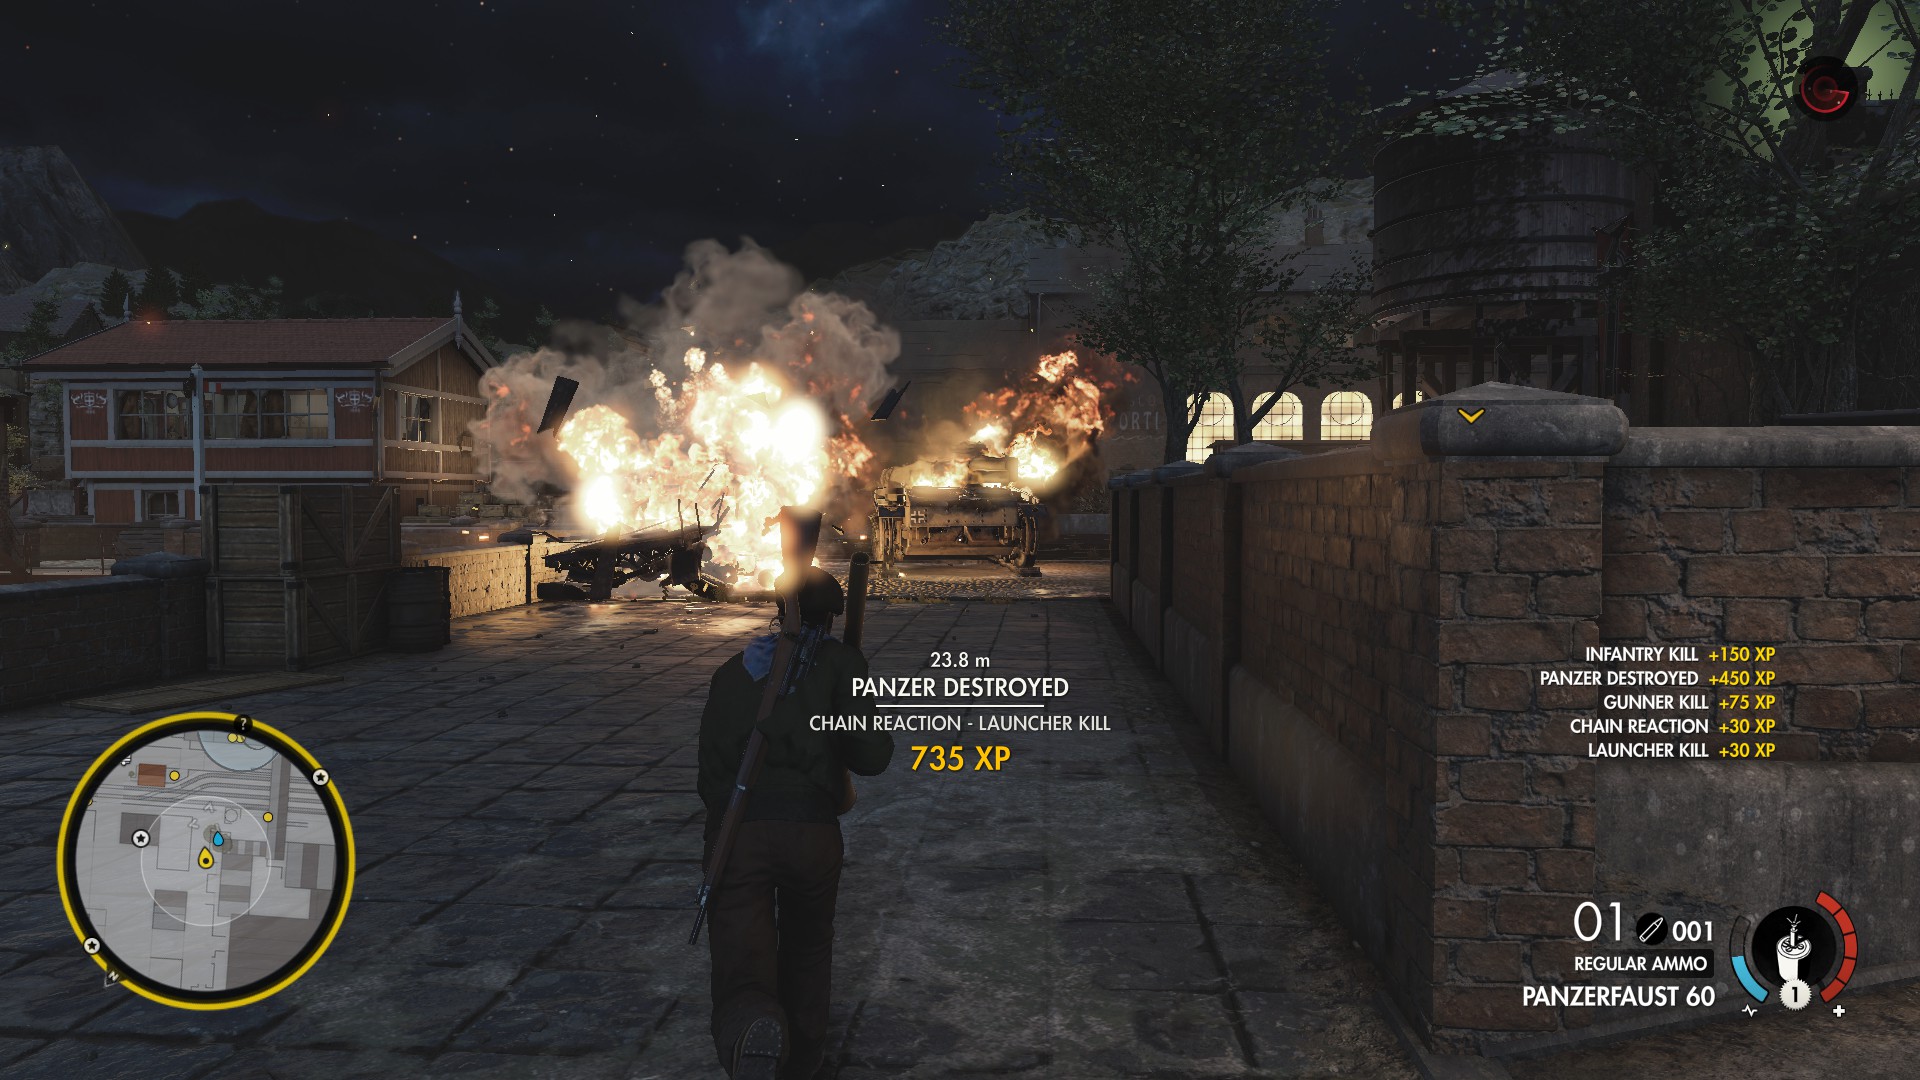 ORTI
23.8 m
PANZER DESTROYED
CHAIN REACTION - LAUNCHER KILL
735 XP
INFANTRY KILL +150 XP
PANZER DESTROYED +450 XP
GUNNER KILL +75 XP
CHAIN REACTION +30 XP
LAUNCHER KILL +30 XP
?
N
01 001
REGULAR AMMO
PANZERFAUST 60
1